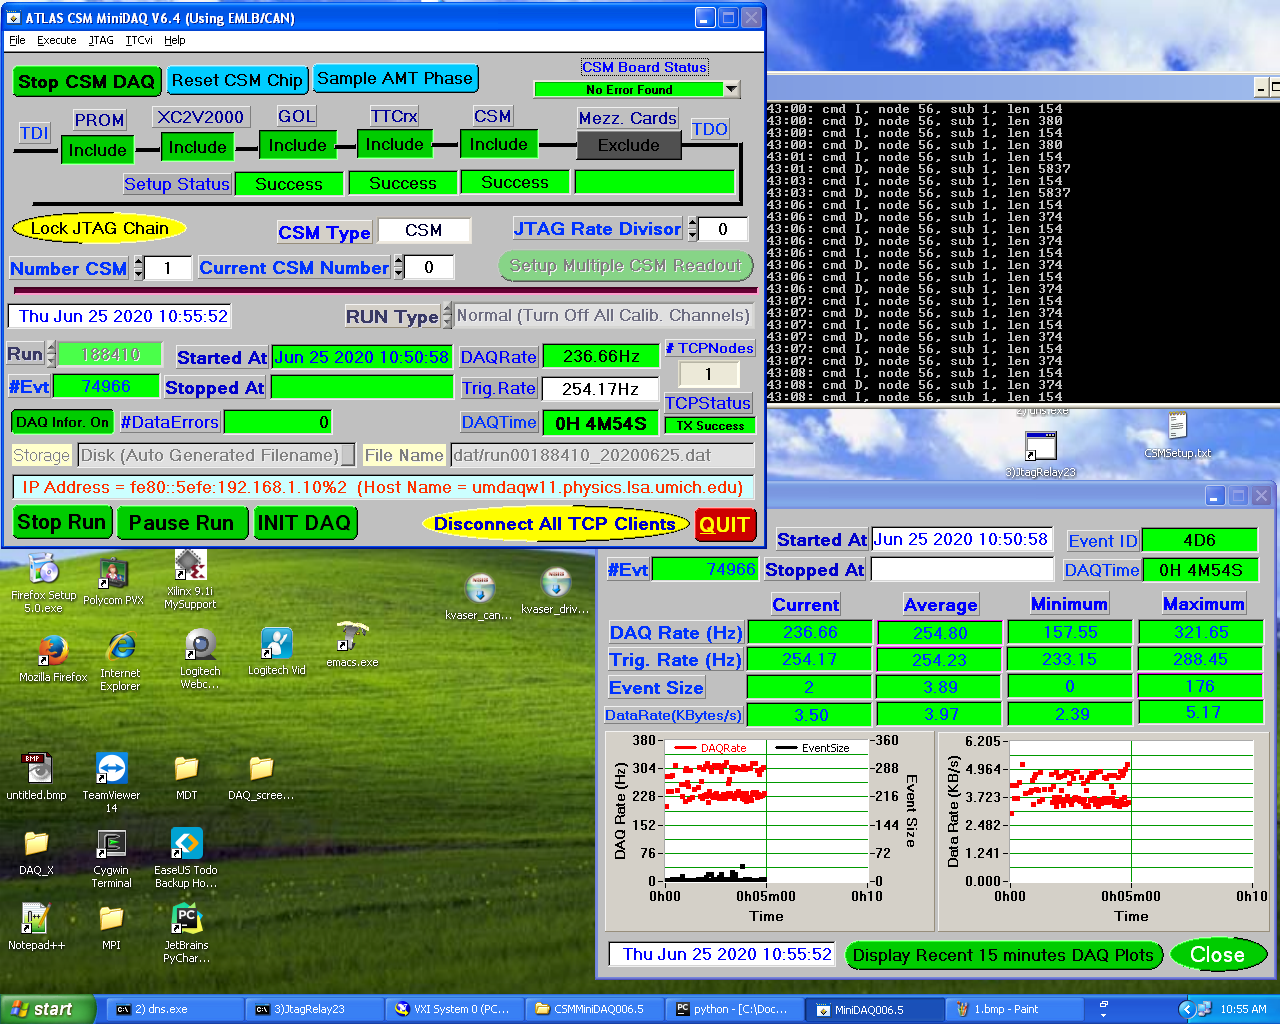 ATLAS CSM MiniDAQ V6.4 (Using EMLB/CAN)
File Execute JTAG TTCvi Help
Stop CSM DAQ Reset CSM Chip Sample AMT Phase
CSM Board Status
No Error Found
TDI PROM XC2V2000 GOL TTCrx CSM Mezz. Cards TDO
Include Include Include Include Include Exclude
Setup Status Success Success Success
Lock JTAG Chain
CSM Type CSM
JTAG Rate Divisor 0
Number CSM 1 Current CSM Number 0
Setup Multiple CSM Readout
Thu Jun 25 2020 10:55:52
RUN Type Normal (Turn Off All Calib. Channels)
Run 188410 Started At Jun 25 2020 10:50:58 DAQRate 236.66Hz # TCPNodes
1
#Evt 74966 Stopped At Trig.Rate 254.17Hz
TCPStatus
DAQ Infor. On #DataErrors 0 DAQTime 0H 4M54S TX Success
Storage Disk (Auto Generated Filename) File Name dat/run00188410_20200625.dat
IP Address = fe80::5efe:192.168.1.10%2 (Host Name = umdaqw11.physics.lsa.umich.edu)
Stop Run Pause Run INIT DAQ Disconnect All TCP Clients QUIT
43:00: cmd I, node 56, sub 1, len 154
43:00: cmd D, node 56, sub 1, len 380
43:00: cmd I, node 56, sub 1, len 154
43:00: cmd D, node 56, sub 1, len 380
43:01: cmd I, node 56, sub 1, len 154
43:01: cmd D, node 56, sub 1, len 5837
43:03: cmd I, node 56, sub 1, len 154
43:03: cmd D, node 56, sub 1, len 5837
43:06: cmd I, node 56, sub 1, len 154
43:06: cmd D, node 56, sub 1, len 374
43:06: cmd I, node 56, sub 1, len 154
43:06: cmd D, node 56, sub 1, len 374
43:06: cmd I, node 56, sub 1, len 154
43:06: cmd D, node 56, sub 1, len 374
43:06: cmd I, node 56, sub 1, len 154
43:06: cmd D, node 56, sub 1, len 374
43:07: cmd I, node 56, sub 1, len 154
43:07: cmd D, node 56, sub 1, len 374
43:07: cmd I, node 56, sub 1, len 154
43:07: cmd D, node 56, sub 1, len 374
43:07: cmd I, node 56, sub 1, len 154
43:07: cmd D, node 56, sub 1, len 374
43:08: cmd I, node 56, sub 1, len 154
43:08: cmd D, node 56, sub 1, len 374
43:08: cmd I, node 56, sub 1, len 154
2) dns.exe
3)JtagRelay23
CSMSetup.txt
Started At Jun 25 2020 10:50:58 Event ID 4D6
#Evt 74966 Stopped At DAQTime 0H 4M54S
Current Average Minimum Maximum
DAQ Rate (Hz) 236.66 254.80 157.55 321.65
Trig. Rate (Hz) 254.17 254.23 233.15 288.45
Event Size 2 3.89 0 176
DataRate(KBytes/s) 3.50 3.97 2.39 5.17
DAQRate EventSize
DAQ Rate (Hz)
380
304
228
152
76
0
360
288
216
144
72
0
Event Size
0h00 0h05m00 0h10
Time
Data Rate (KB/s)
6.205
4.964
3.723
2.482
1.241
0.000
0h00 0h05m00 0h10
Time
Thu Jun 25 2020 10:55:52 Display Recent 15 minutes DAQ Plots Close
Firefox Setup
5.0.exe
Polycom PVX
Xilinx 9.1i
MySupport
kvaser_can...
kvaser_driv...
Mozilla Firefox
Internet
Explorer
Logitech
Webc...
Logitech Vid
emacs.exe
BMP
untitled.bmp
TeamViewer
14
MDT
DAQ_scree...
DAQ_X
Cygwin
Terminal
EaseUS Todo
Backup Ho...
Notepad++
MPI
PC
JetBrains
PyChar...
start 2) dns.exe 3)JtagRelay23 VXI System 0 (PC... CSMMiniDAQ006.5 python - [C:\Doc... MiniDAQ006.5 1.bmp - Paint 10:55 AM